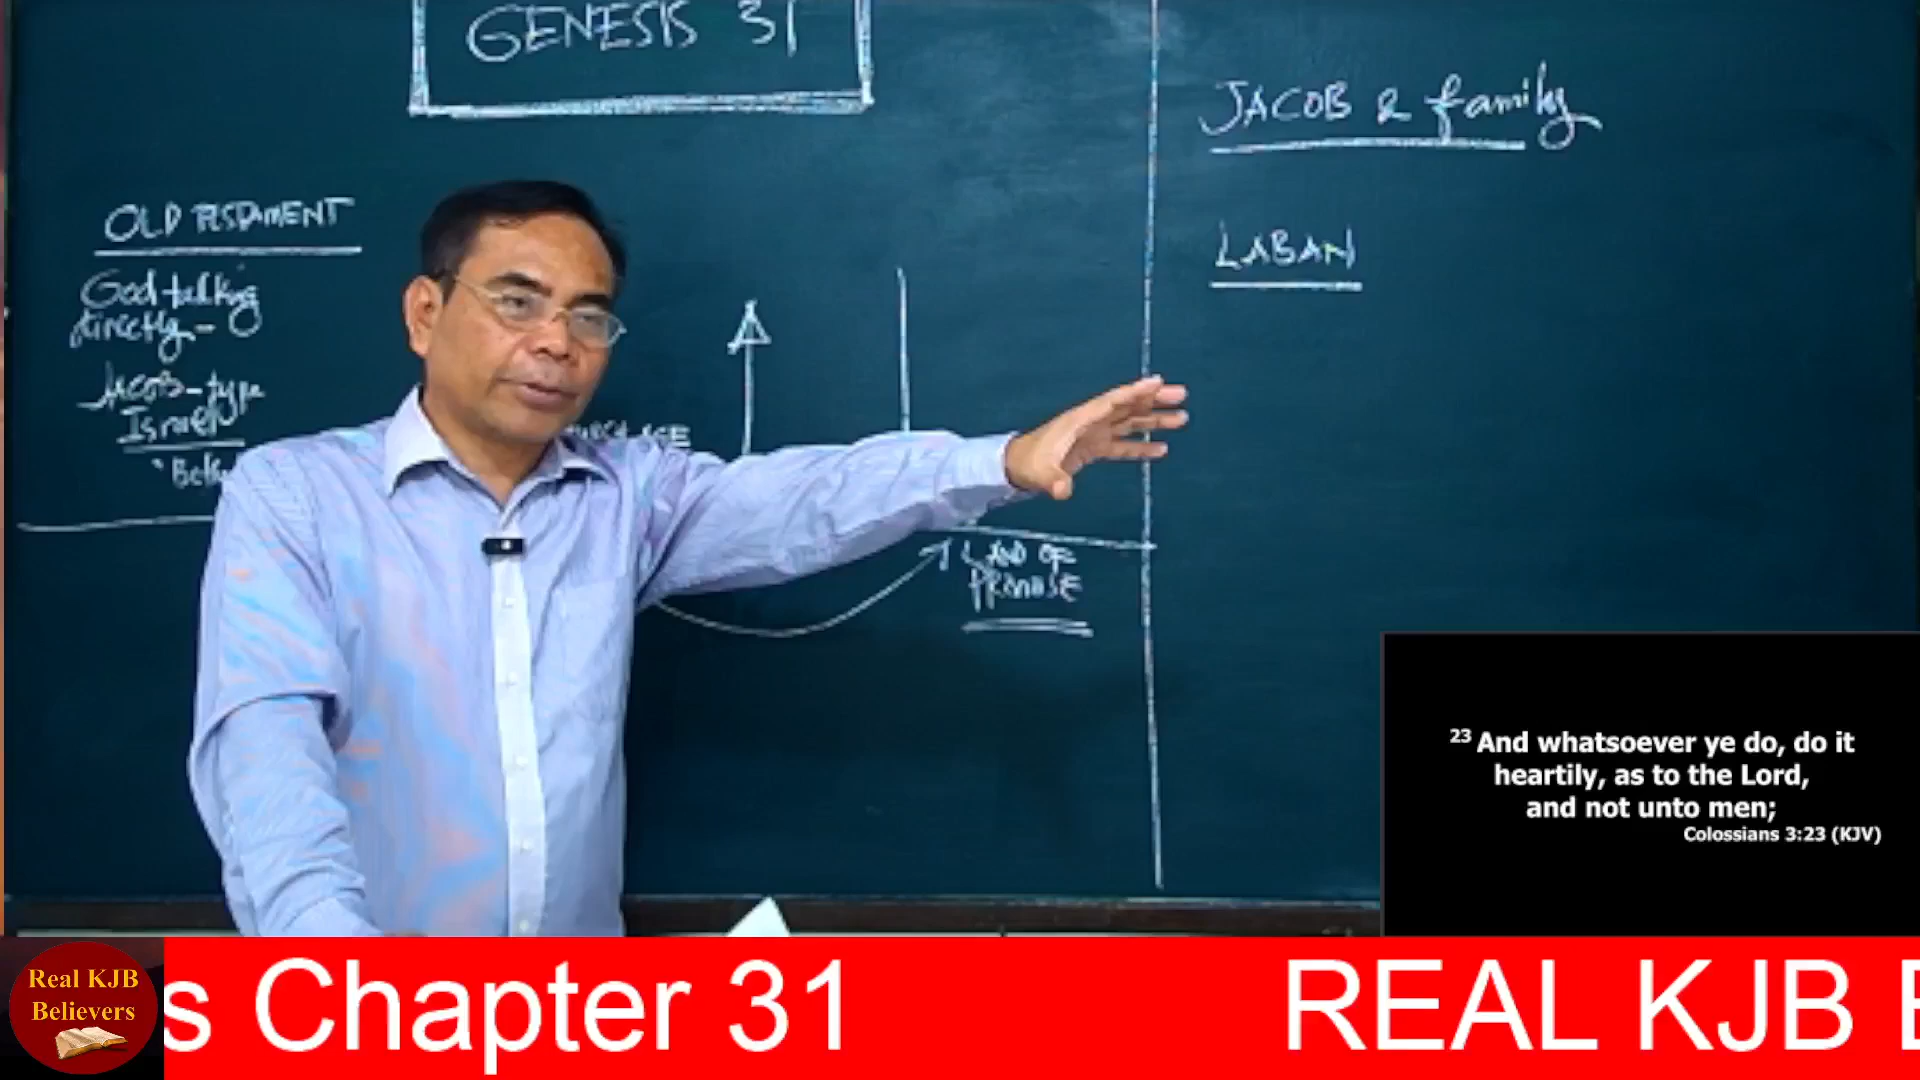 GENESIS 31
OLD TESTAMENT
God talking
directly -
Jacob - type
Israel
JACOB & family
LABAN
LAND OF
PROMISE
23 And whatsoever ye do, do it
heartily, as to the Lord,
and not unto men;
Colossians 3:23 (KJV)
Real KJB
Believers
s Chapter 31
REAL KJB